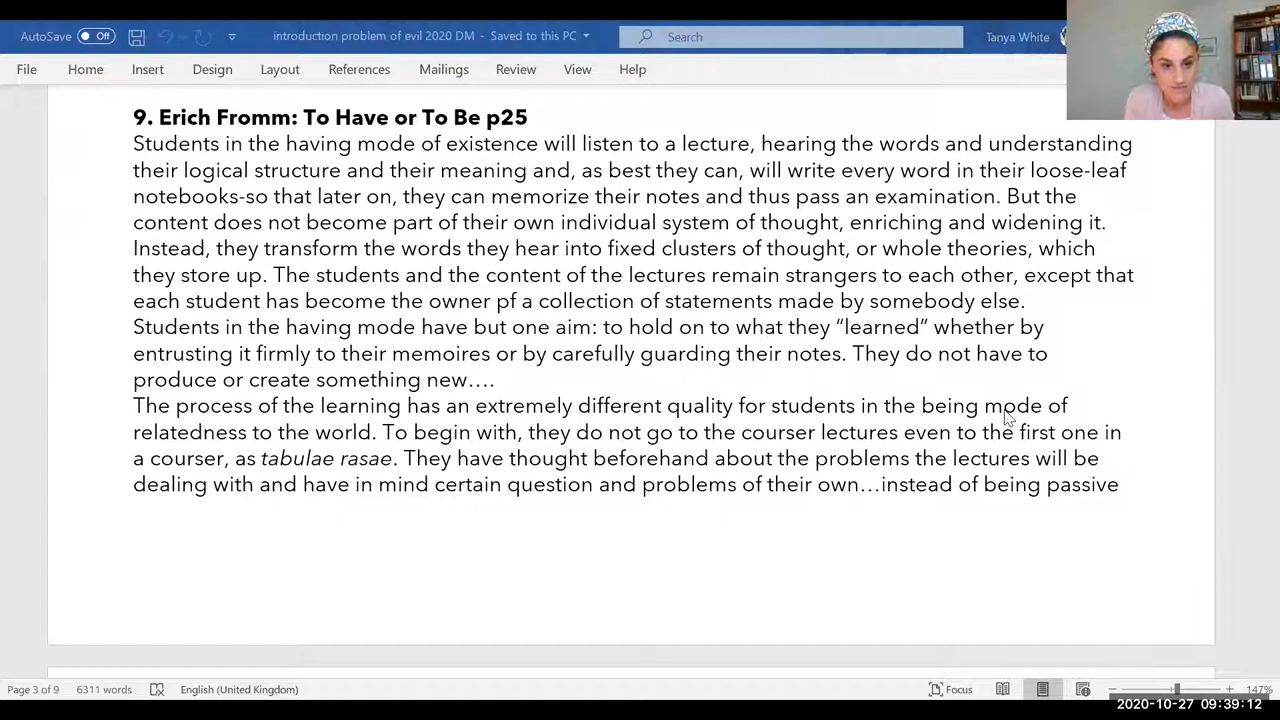 AutoSave Off introduction problem of evil 2020 DM - Saved to this PC Search Tanya White
File Home Insert Design Layout References Mailings Review View Help
9. Erich Fromm: To Have or To Be p25
Students in the having mode of existence will listen to a lecture, hearing the words and understanding
their logical structure and their meaning and, as best they can, will write every word in their loose-leaf
notebooks-so that later on, they can memorize their notes and thus pass an examination. But the
content does not become part of their own individual system of thought, enriching and widening it.
Instead, they transform the words they hear into fixed clusters of thought, or whole theories, which
they store up. The students and the content of the lectures remain strangers to each other, except that
each student has become the owner pf a collection of statements made by somebody else.
Students in the having mode have but one aim: to hold on to what they “learned” whether by
entrusting it firmly to their memoires or by carefully guarding their notes. They do not have to
produce or create something new….
The process of the learning has an extremely different quality for students in the being mode of
relatedness to the world. To begin with, they do not go to the courser lectures even to the first one in
a courser, as tabulae rasae. They have thought beforehand about the problems the lectures will be
dealing with and have in mind certain question and problems of their own…instead of being passive
Page 3 of 9 6311 words English (United Kingdom) Focus 147%
2020-10-27 09:39:12